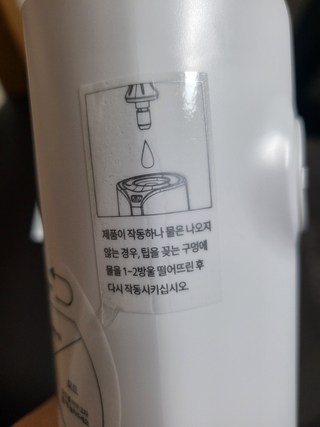 제품이 작동하나 물은 나오지
않는 경우, 팁을 꽂는 구멍에
물을 1-2방울 떨어뜨린 후
다시 작동시키십시오.